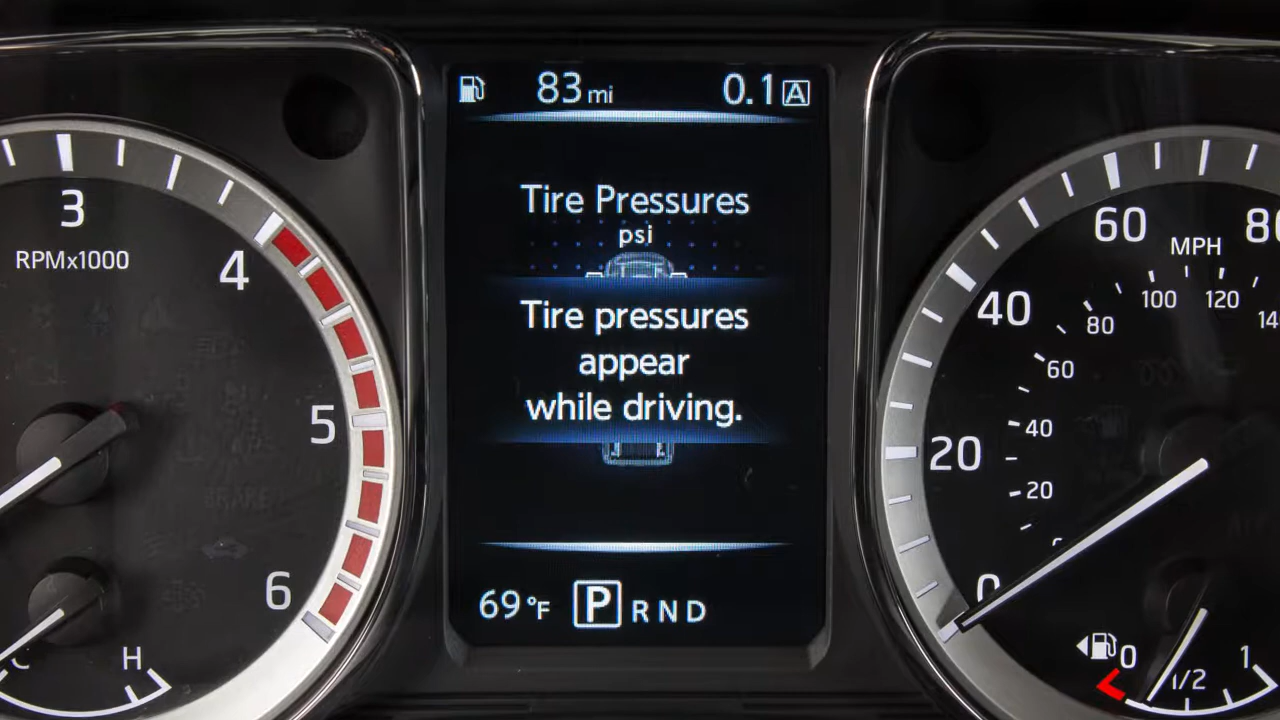 83 mi
0.1 A
Tire Pressures
psi
Tire pressures
appear
while driving.
69°F P R N D
3
4
5
6
RPMx1000
C H
0
20
40
60
80
MPH
20
40
60
80
100
120
0 1/2 1
BRAKE